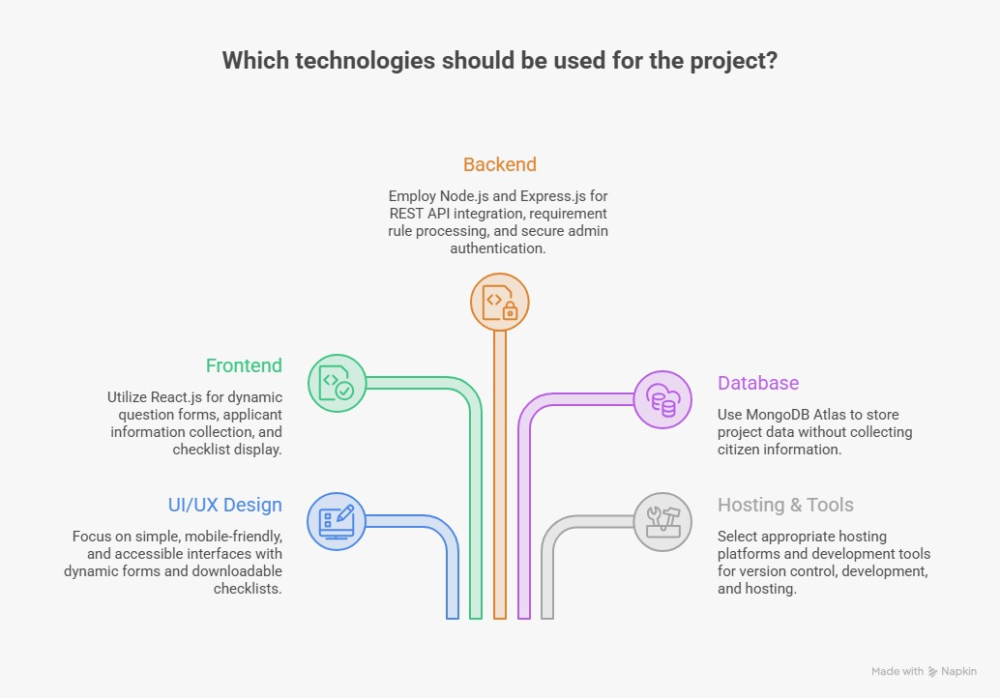 Which technologies should be used for the project?
Backend
Employ Node.js and Express.js for
REST API integration, requirement
rule processing, and secure admin
authentication.
Frontend
Utilize React.js for dynamic
question forms, applicant
information collection, and
checklist display.
Database
Use MongoDB Atlas to store
project data without collecting
citizen information.
UI/UX Design
Focus on simple, mobile-friendly,
and accessible interfaces with
dynamic forms and downloadable
checklists.
Hosting & Tools
Select appropriate hosting
platforms and development tools
for version control, development,
and hosting.
Made with Napkin